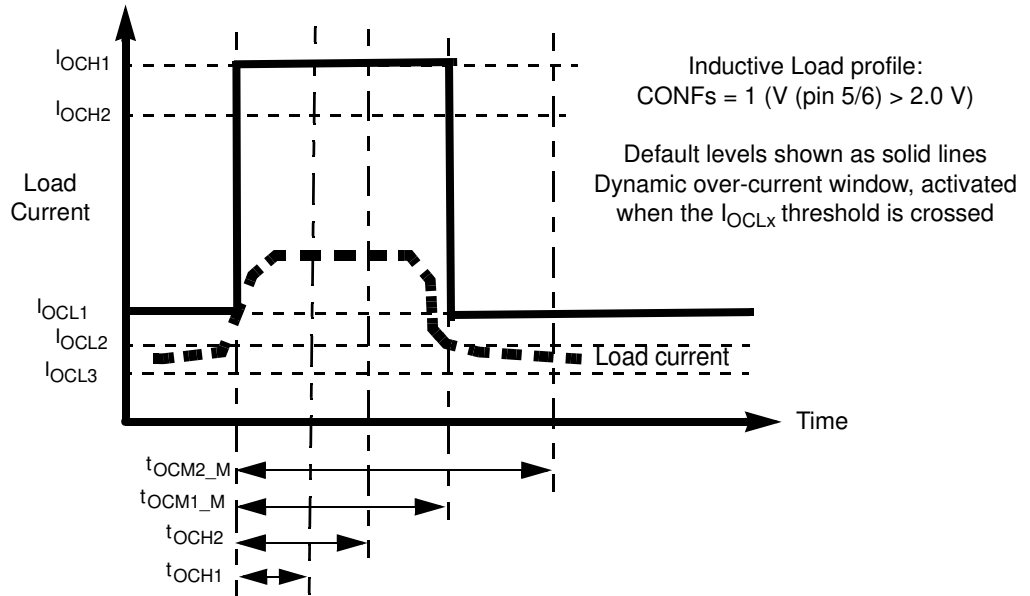 I_OCH1
Inductive Load profile:
CONFs = 1 (V (pin 5/6) > 2.0 V)
I_OCH2
Default levels shown as solid lines
Dynamic over-current window, activated
when the I_OCLx threshold is crossed
Load
Current
I_OCL1
I_OCL2
Load current
I_OCL3
Time
t_OCM2_M
t_OCM1_M
t_OCH2
t_OCH1